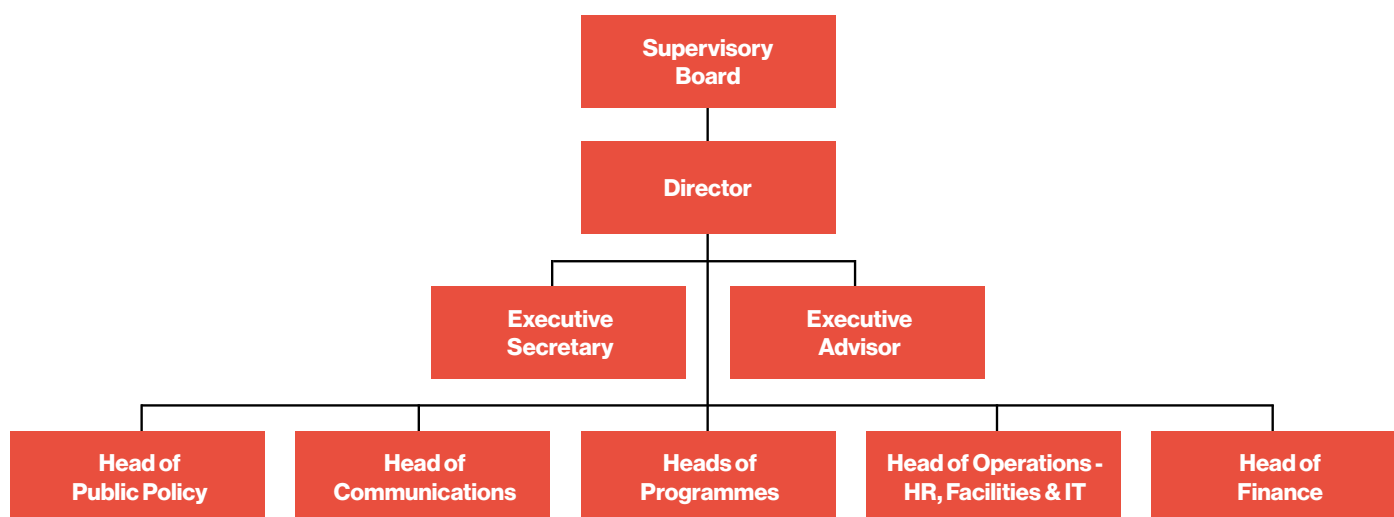 Supervisory
Board
Director
Executive
Secretary
Executive
Advisor
Head of
Public Policy
Head of
Communications
Heads of
Programmes
Head of Operations -
HR, Facilities & IT
Head of
Finance